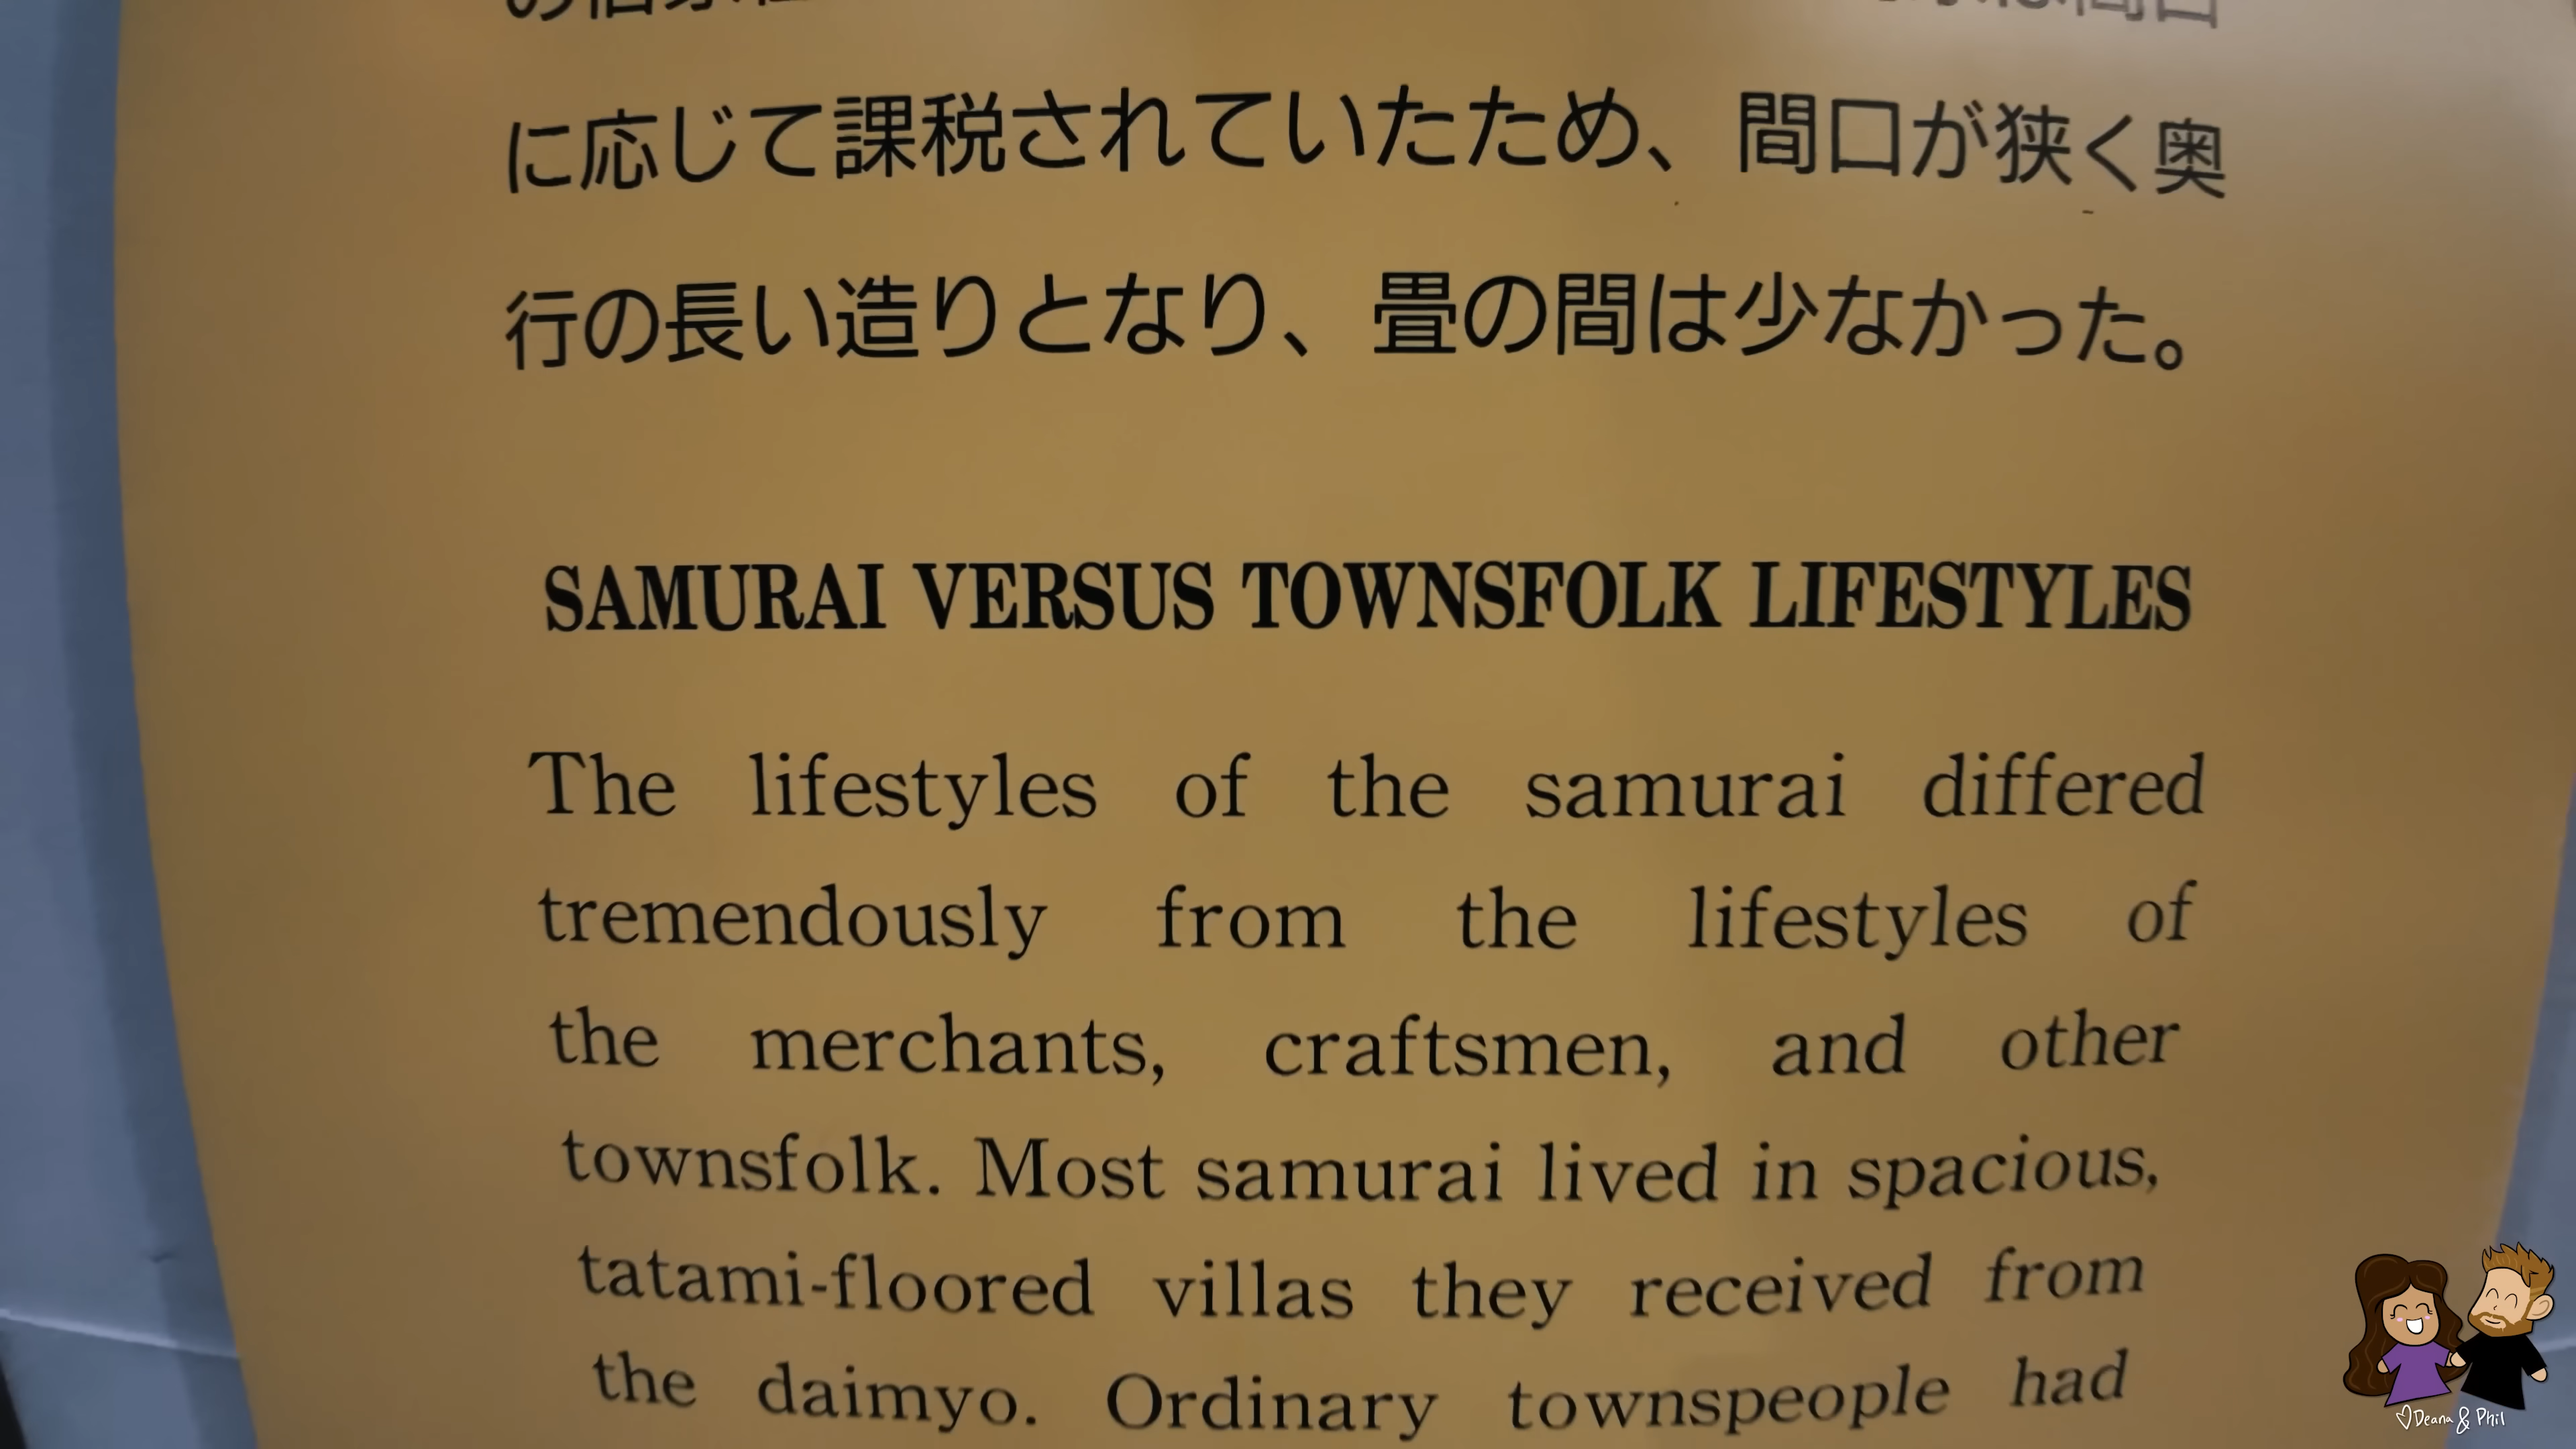 に応じて課税されていたため、間口が狭く奥
行の長い造りとなり、畳の間は少なかった。
SAMURAI VERSUS TOWNSFOLK LIFESTYLES
The lifestyles of the samurai differed
tremendously from the lifestyles of
the merchants, craftsmen, and other
townsfolk. Most samurai lived in spacious,
tatami-floored villas they received from
the daimyo. Ordinary townspeople had
Deana & Phil